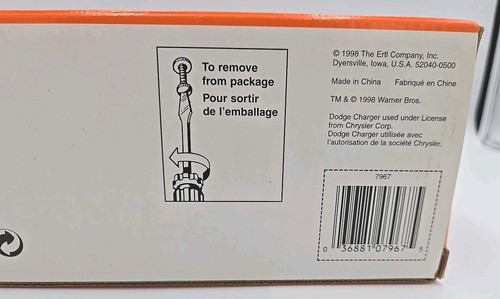 To remove
from package
Pour sortir
de l'emballage
© 1998 The Ertl Company, Inc.
Dyersville, Iowa, U.S.A. 52040-0500
Made in China Fabriqué en Chine
TM & © 1998 Warner Bros.
Dodge Charger used under License
from Chrysler Corp.
Dodge Charger utilisée avec
l'autorisation de la société Chrysler.
7967
0 36881 07967 5